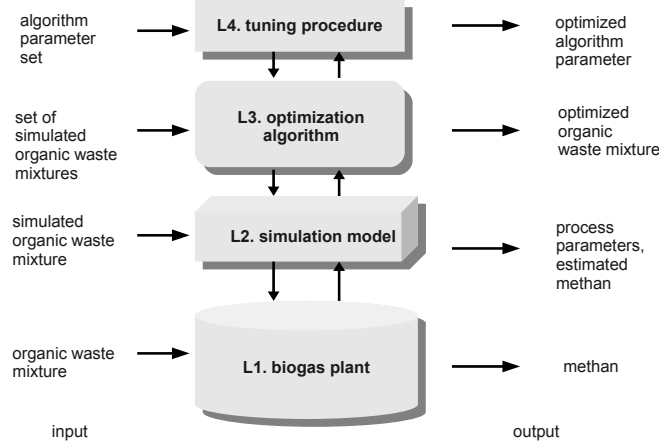 algorithm
parameter
set
L4. tuning procedure
optimized
algorithm
parameter
set of
simulated
organic waste
mixtures
L3. optimization
algorithm
optimized
organic
waste mixture
simulated
organic waste
mixture
L2. simulation model
process
parameters,
estimated
methan
organic waste
mixture
L1. biogas plant
methan
input
output